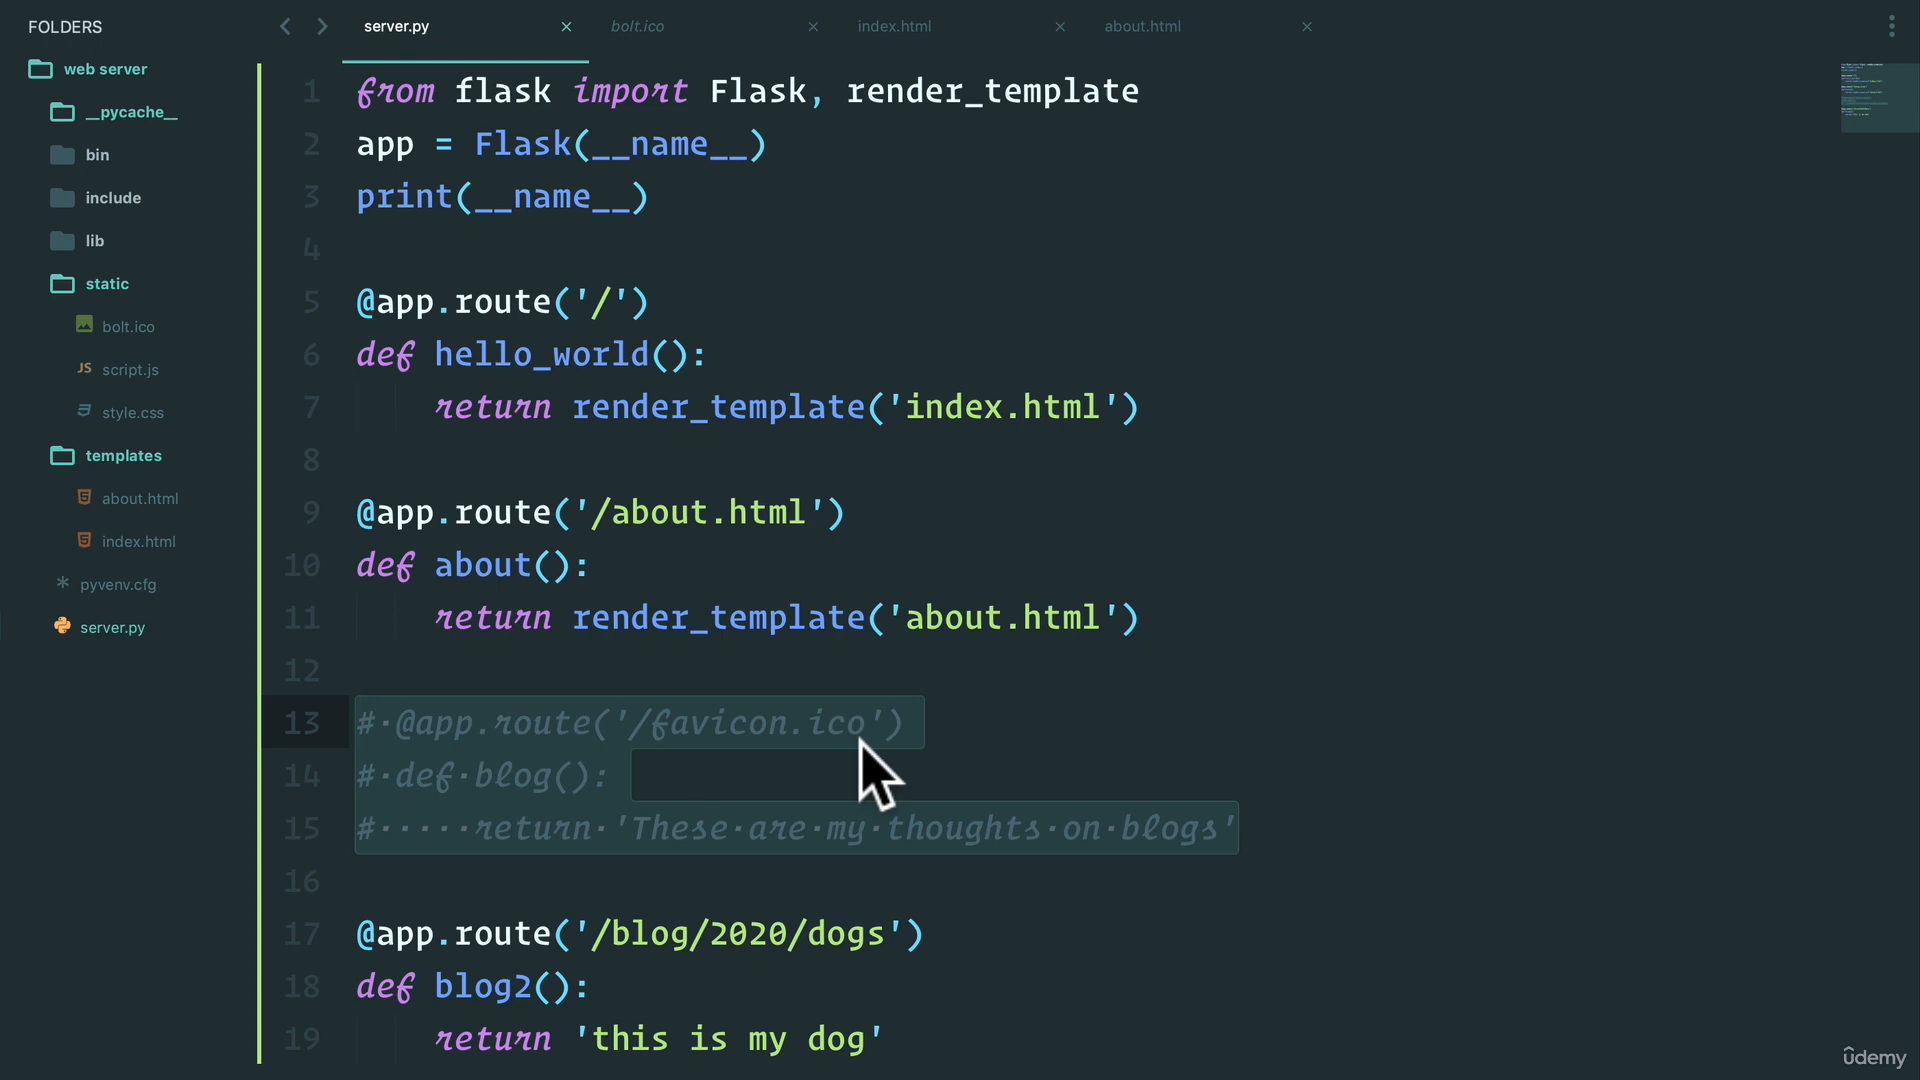 FOLDERS
web server
__pycache__
bin
include
lib
static
bolt.ico
JS script.js
style.css
templates
about.html
index.html
* pyvenv.cfg
server.py
server.py × bolt.ico × index.html × about.html ×
1 from flask import Flask, render_template
2 app = Flask(__name__)
3 print(__name__)
4
5 @app.route('/')
6 def hello_world():
7 return render_template('index.html')
8
9 @app.route('/about.html')
10 def about():
11 return render_template('about.html')
12
13 #·@app.route('/favicon.ico')
14 #·def·blog():
15 #·····return·'These·are·my·thoughts·on·blogs'
16
17 @app.route('/blog/2020/dogs')
18 def blog2():
19 return 'this is my dog'
ûdemy